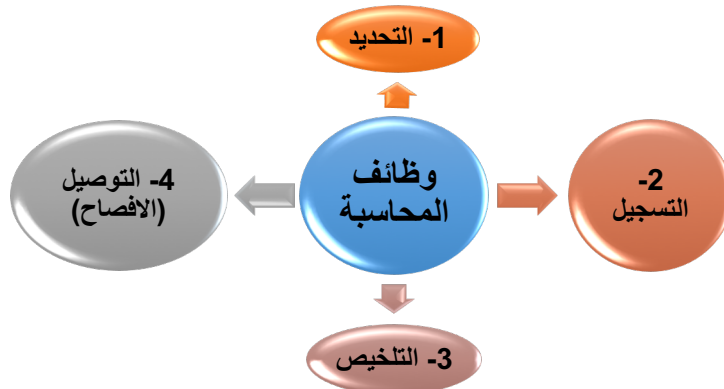 1- التحديد
وظائف
المحاسبة
2-
التسجيل
3- التلخيص
4- التوصيل
(الافصاح)